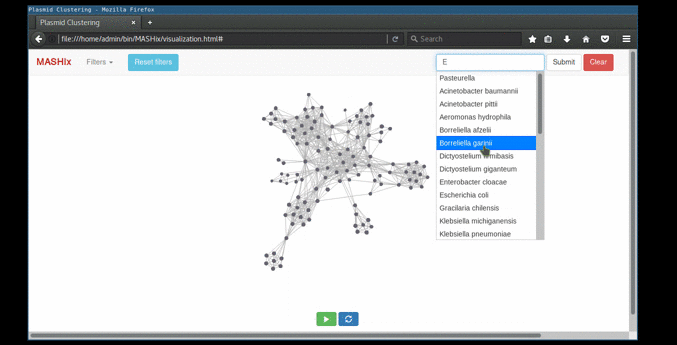 Plasmid Clustering - Mozilla Firefox
Plasmid Clustering × +
file:///home/admin/bin/MASHix/visualization.html# Search
MASHix Filters Reset filters E Submit Clear
Pasteurella
Acinetobacter baumannii
Acinetobacter pittii
Aeromonas hydrophila
Borreliella afzelii
Borreliella garinii
Dictyostelium firmibasis
Dictyostelium giganteum
Enterobacter cloacae
Escherichia coli
Gracilaria chilensis
Klebsiella michiganensis
Klebsiella pneumoniae